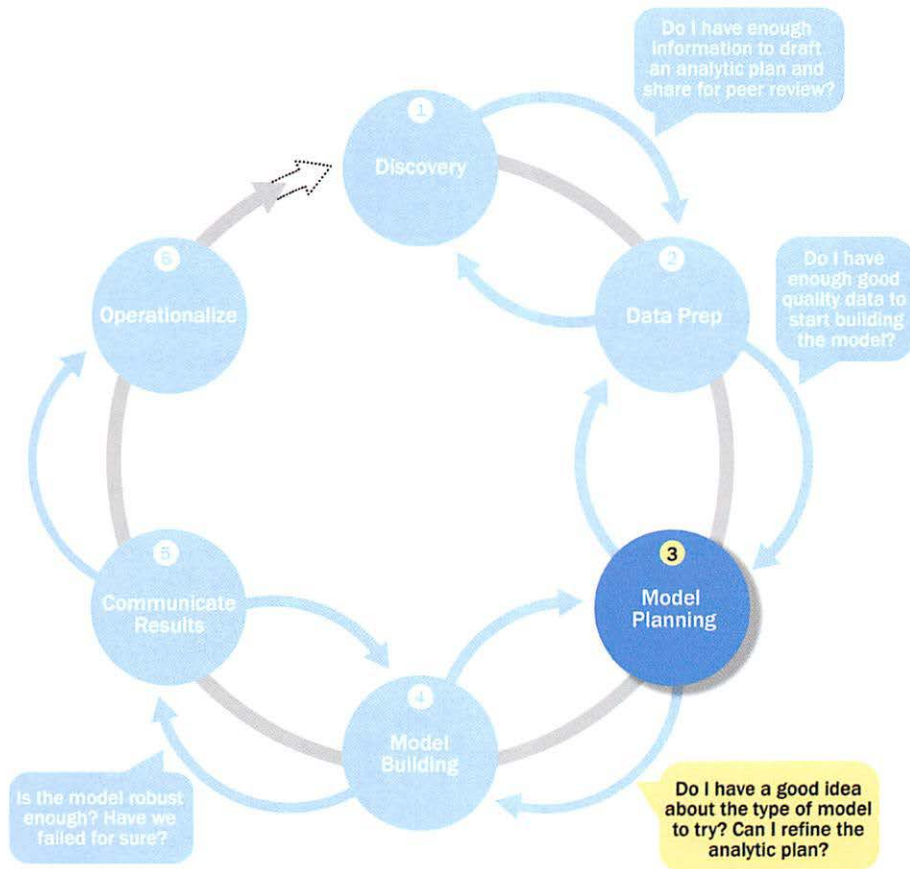 Do I have enough
information to draft
an analytic plan and
share for peer review?
1
Discovery
2
Data Prep
Do I have
enough good
quality data to
start building
the model?
6
Operationalize
3
Model
Planning
5
Communicate
Results
4
Model
Building
Is the model robust
enough? Have we
failed for sure?
Do I have a good idea
about the type of model
to try? Can I refine the
analytic plan?